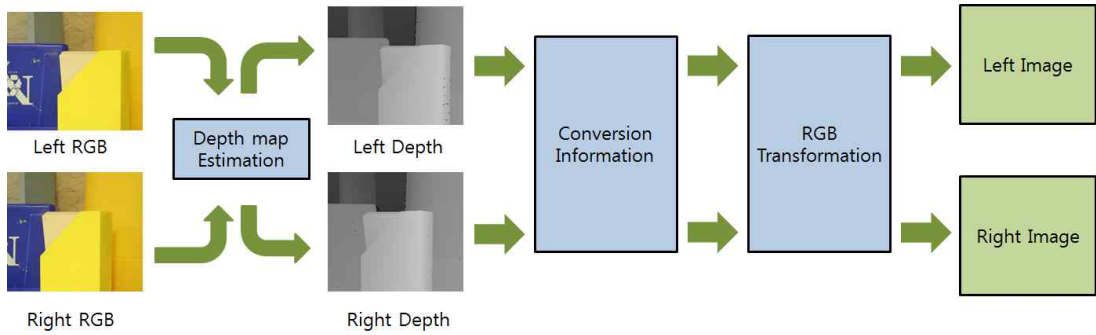 Left RGB
Depth map
Estimation
Left Depth
Conversion
Information
RGB
Transformation
Left Image
Right Image
Right RGB
Right Depth